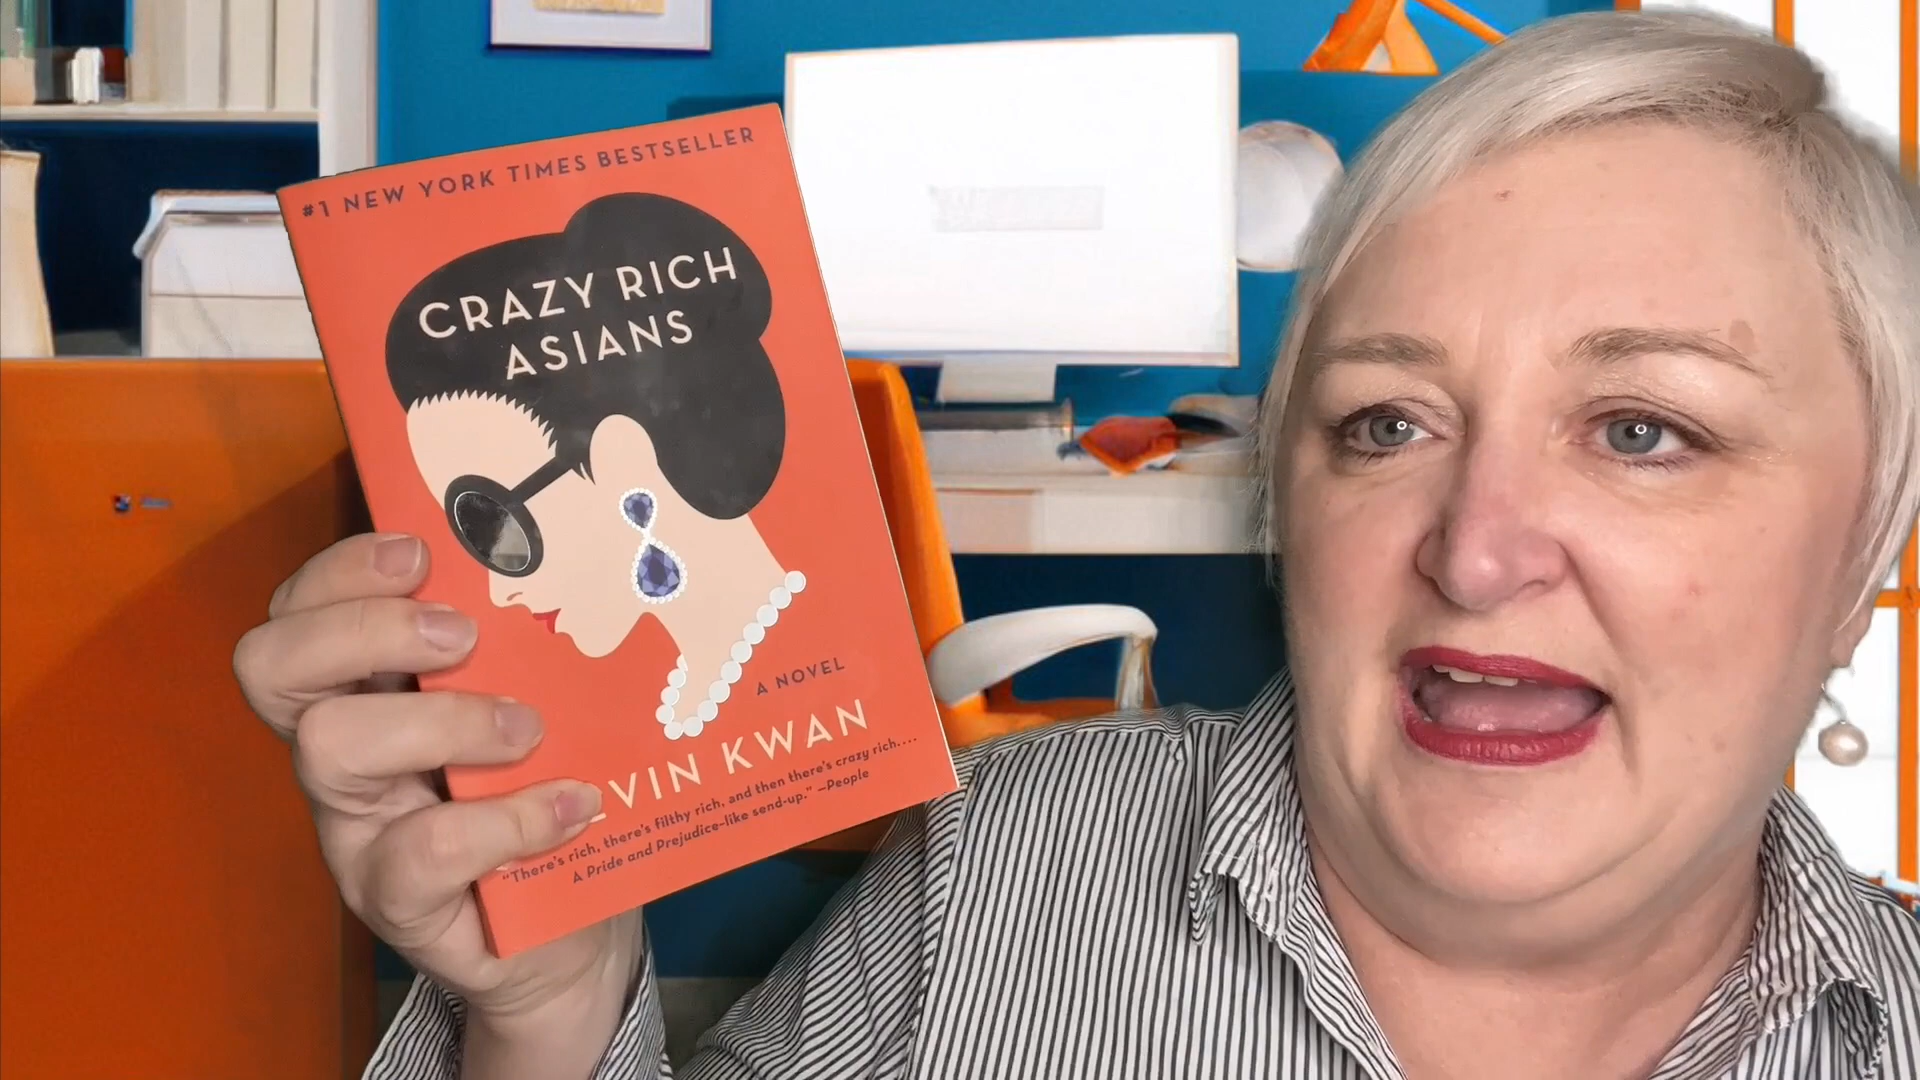 #1 NEW YORK TIMES BESTSELLER
CRAZY RICH
ASIANS
A NOVEL
VIN KWAN
"There's rich, there's filthy rich, and then there's crazy rich....
A Pride and Prejudice-like send-up." —People